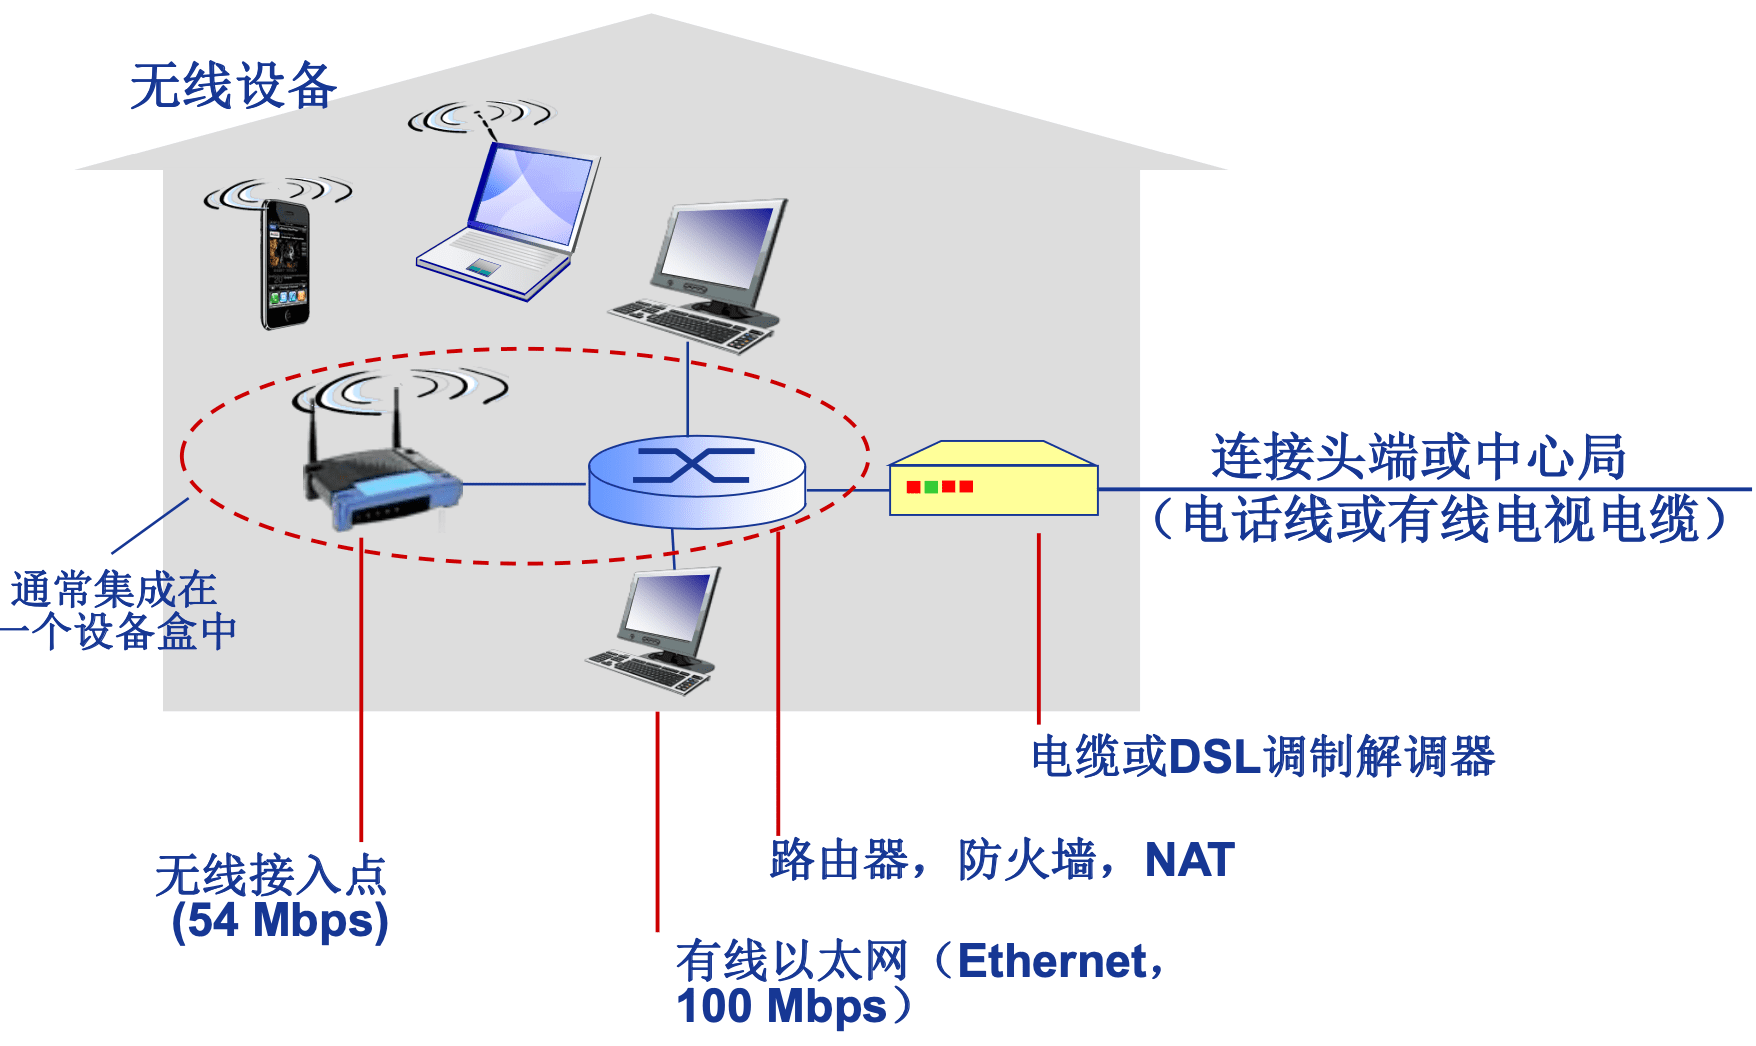 无线设备
连接头端或中心局
（电话线或有线电视电缆）
通常集成在
一个设备盒中
电缆或DSL调制解调器
路由器，防火墙，NAT
无线接入点
(54 Mbps)
有线以太网（Ethernet，
100 Mbps）